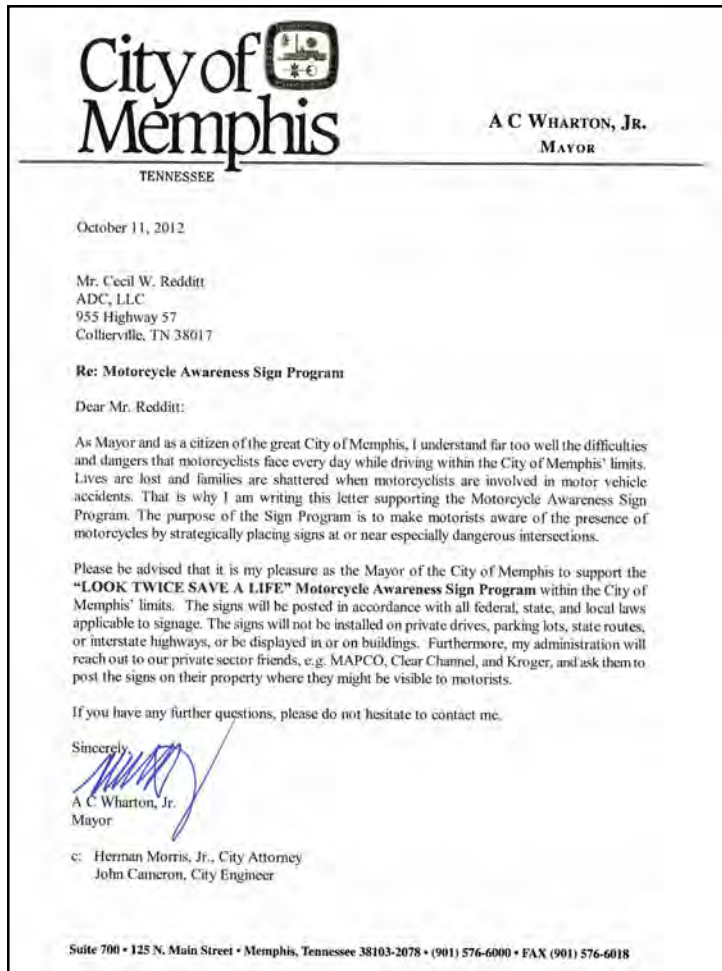 City of
Memphis
TENNESSEE
A C WHARTON, JR.
MAYOR
October 11, 2012
Mr. Cecil W. Redditt
ADC, LLC
955 Highway 57
Collierville, TN 38017
Re: Motorcycle Awareness Sign Program
Dear Mr. Redditt:
As Mayor and as a citizen of the great City of Memphis, I understand far too well the difficulties
and dangers that motorcyclists face every day while driving within the City of Memphis' limits.
Lives are lost and families are shattered when motorcyclists are involved in motor vehicle
accidents. That is why I am writing this letter supporting the Motorcycle Awareness Sign
Program. The purpose of the Sign Program is to make motorists aware of the presence of
motorcycles by strategically placing signs at or near especially dangerous intersections.
Please be advised that it is my pleasure as the Mayor of the City of Memphis to support the
“LOOK TWICE SAVE A LIFE” Motorcycle Awareness Sign Program within the City of
Memphis' limits. The signs will be posted in accordance with all federal, state, and local laws
applicable to signage. The signs will not be installed on private drives, parking lots, state routes,
or interstate highways, or be displayed in or on buildings. Furthermore, my administration will
reach out to our private sector friends, e.g. MAPCO, Clear Channel, and Kroger, and ask them to
post the signs on their property where they might be visible to motorists.
If you have any further questions, please do not hesitate to contact me.
Sincerely,
A C Wharton, Jr.
Mayor
c: Herman Morris, Jr., City Attorney
John Cameron, City Engineer
Suite 700 • 125 N. Main Street • Memphis, Tennessee 38103-2078 • (901) 576-6000 • FAX (901) 576-6018